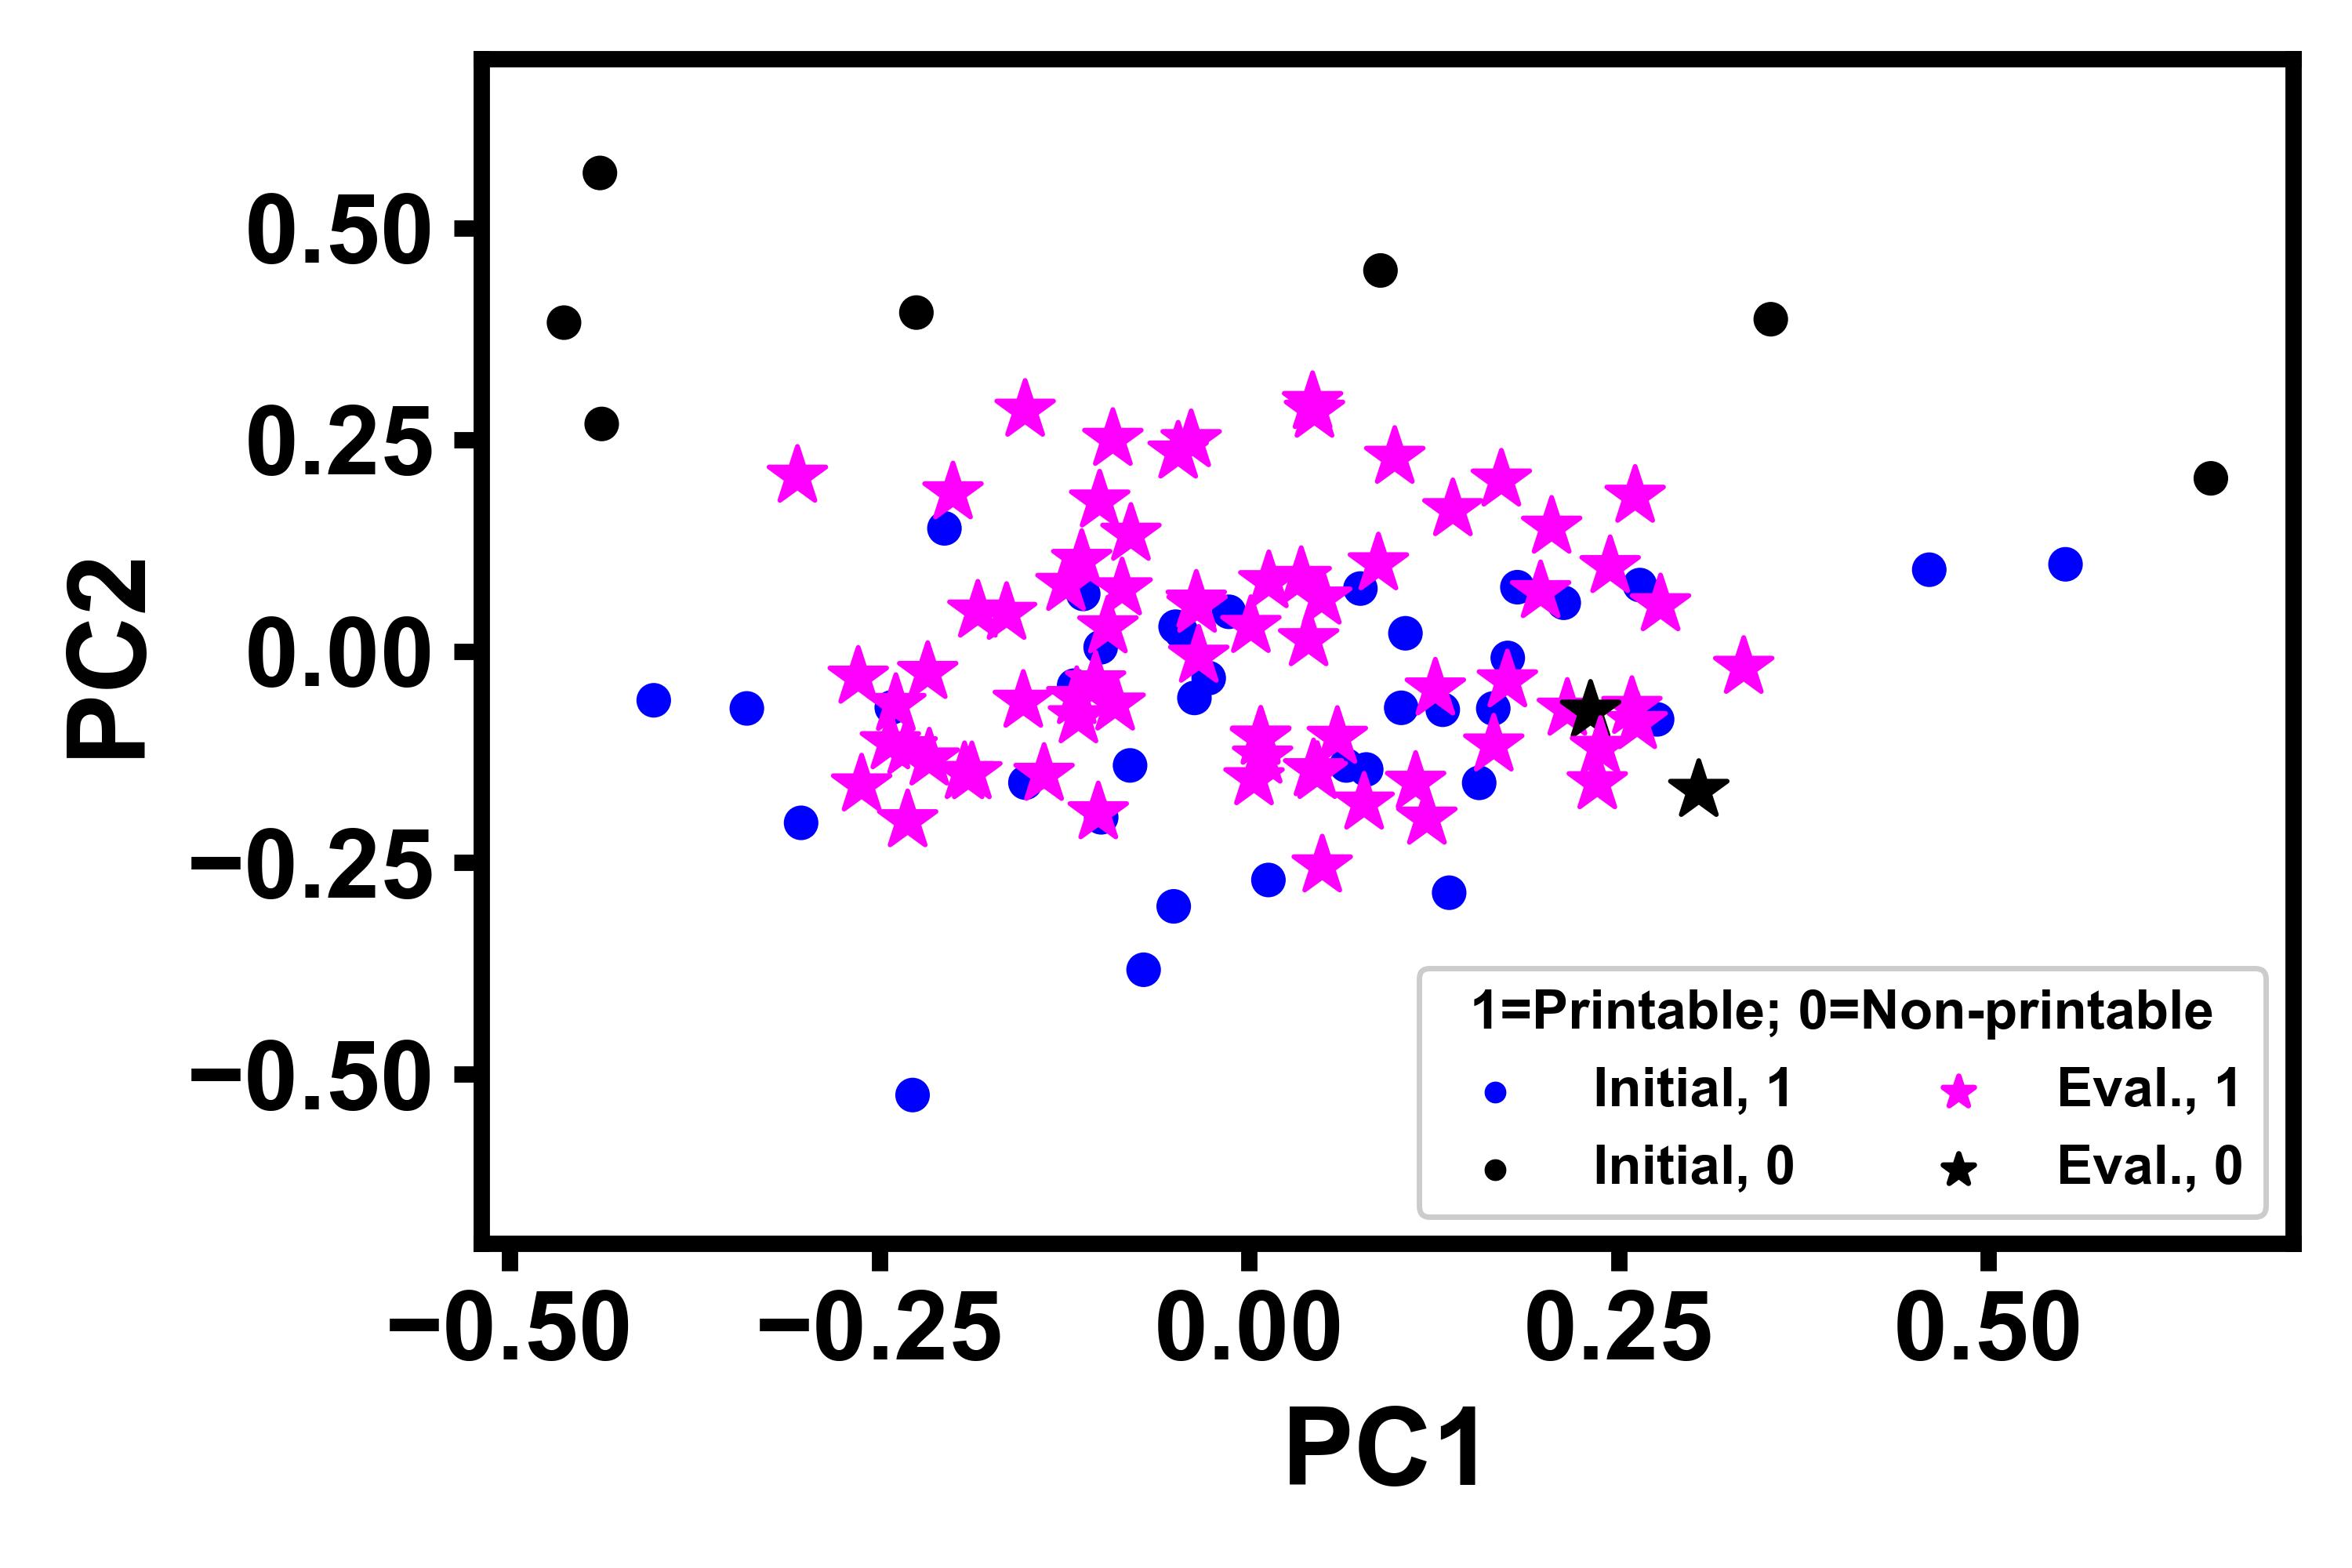 0.50
0.25
0.00
−0.25
−0.50
PC2
1=Printable; 0=Non-printable
Initial, 1
Eval., 1
Initial, 0
Eval., 0
−0.50
−0.25
0.00
0.25
0.50
PC1